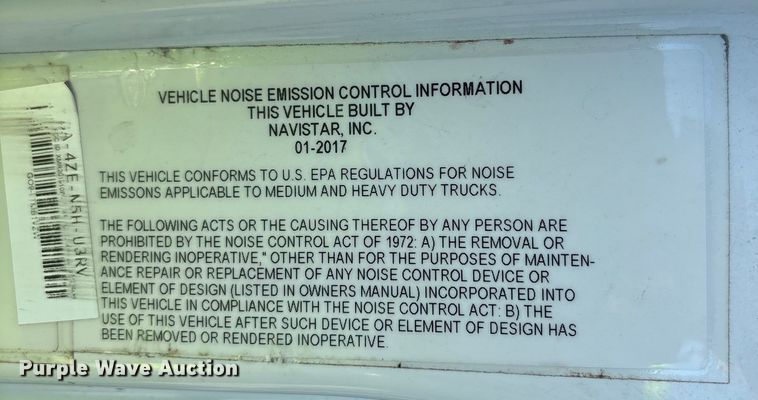 VEHICLE NOISE EMISSION CONTROL INFORMATION
THIS VEHICLE BUILT BY
NAVISTAR, INC.
01-2017
THIS VEHICLE CONFORMS TO U.S. EPA REGULATIONS FOR NOISE
EMISSONS APPLICABLE TO MEDIUM AND HEAVY DUTY TRUCKS.
THE FOLLOWING ACTS OR THE CAUSING THEREOF BY ANY PERSON ARE
PROHIBITED BY THE NOISE CONTROL ACT OF 1972: A) THE REMOVAL OR
RENDERING INOPERATIVE," OTHER THAN FOR THE PURPOSES OF MAINTEN-
ANCE REPAIR OR REPLACEMENT OF ANY NOISE CONTROL DEVICE OR
ELEMENT OF DESIGN (LISTED IN OWNERS MANUAL) INCORPORATED INTO
THIS VEHICLE IN COMPLIANCE WITH THE NOISE CONTROL ACT: B) THE
USE OF THIS VEHICLE AFTER SUCH DEVICE OR ELEMENT OF DESIGN HAS
BEEN REMOVED OR RENDERED INOPERATIVE.
A-4ZE-N5H-U3RV
Purple Wave Auction